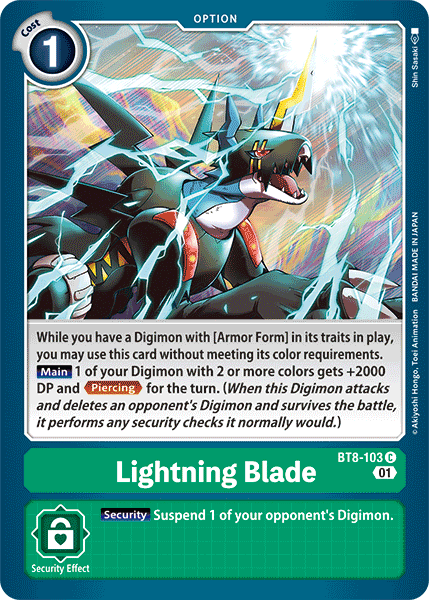 OPTION
Cost
1
Shin Sasaki
©Akiyoshi Hongo, Toei Animation BANDAI MADE IN JAPAN
While you have a Digimon with [Armor Form] in its traits in play,
you may use this card without meeting its color requirements.
Main 1 of your Digimon with 2 or more colors gets +2000
DP and Piercing for the turn. (When this Digimon attacks
and deletes an opponent's Digimon and survives the battle,
it performs any security checks it normally would.)
BT8-103 C
Lightning Blade
01
Security Suspend 1 of your opponent's Digimon.
Security Effect